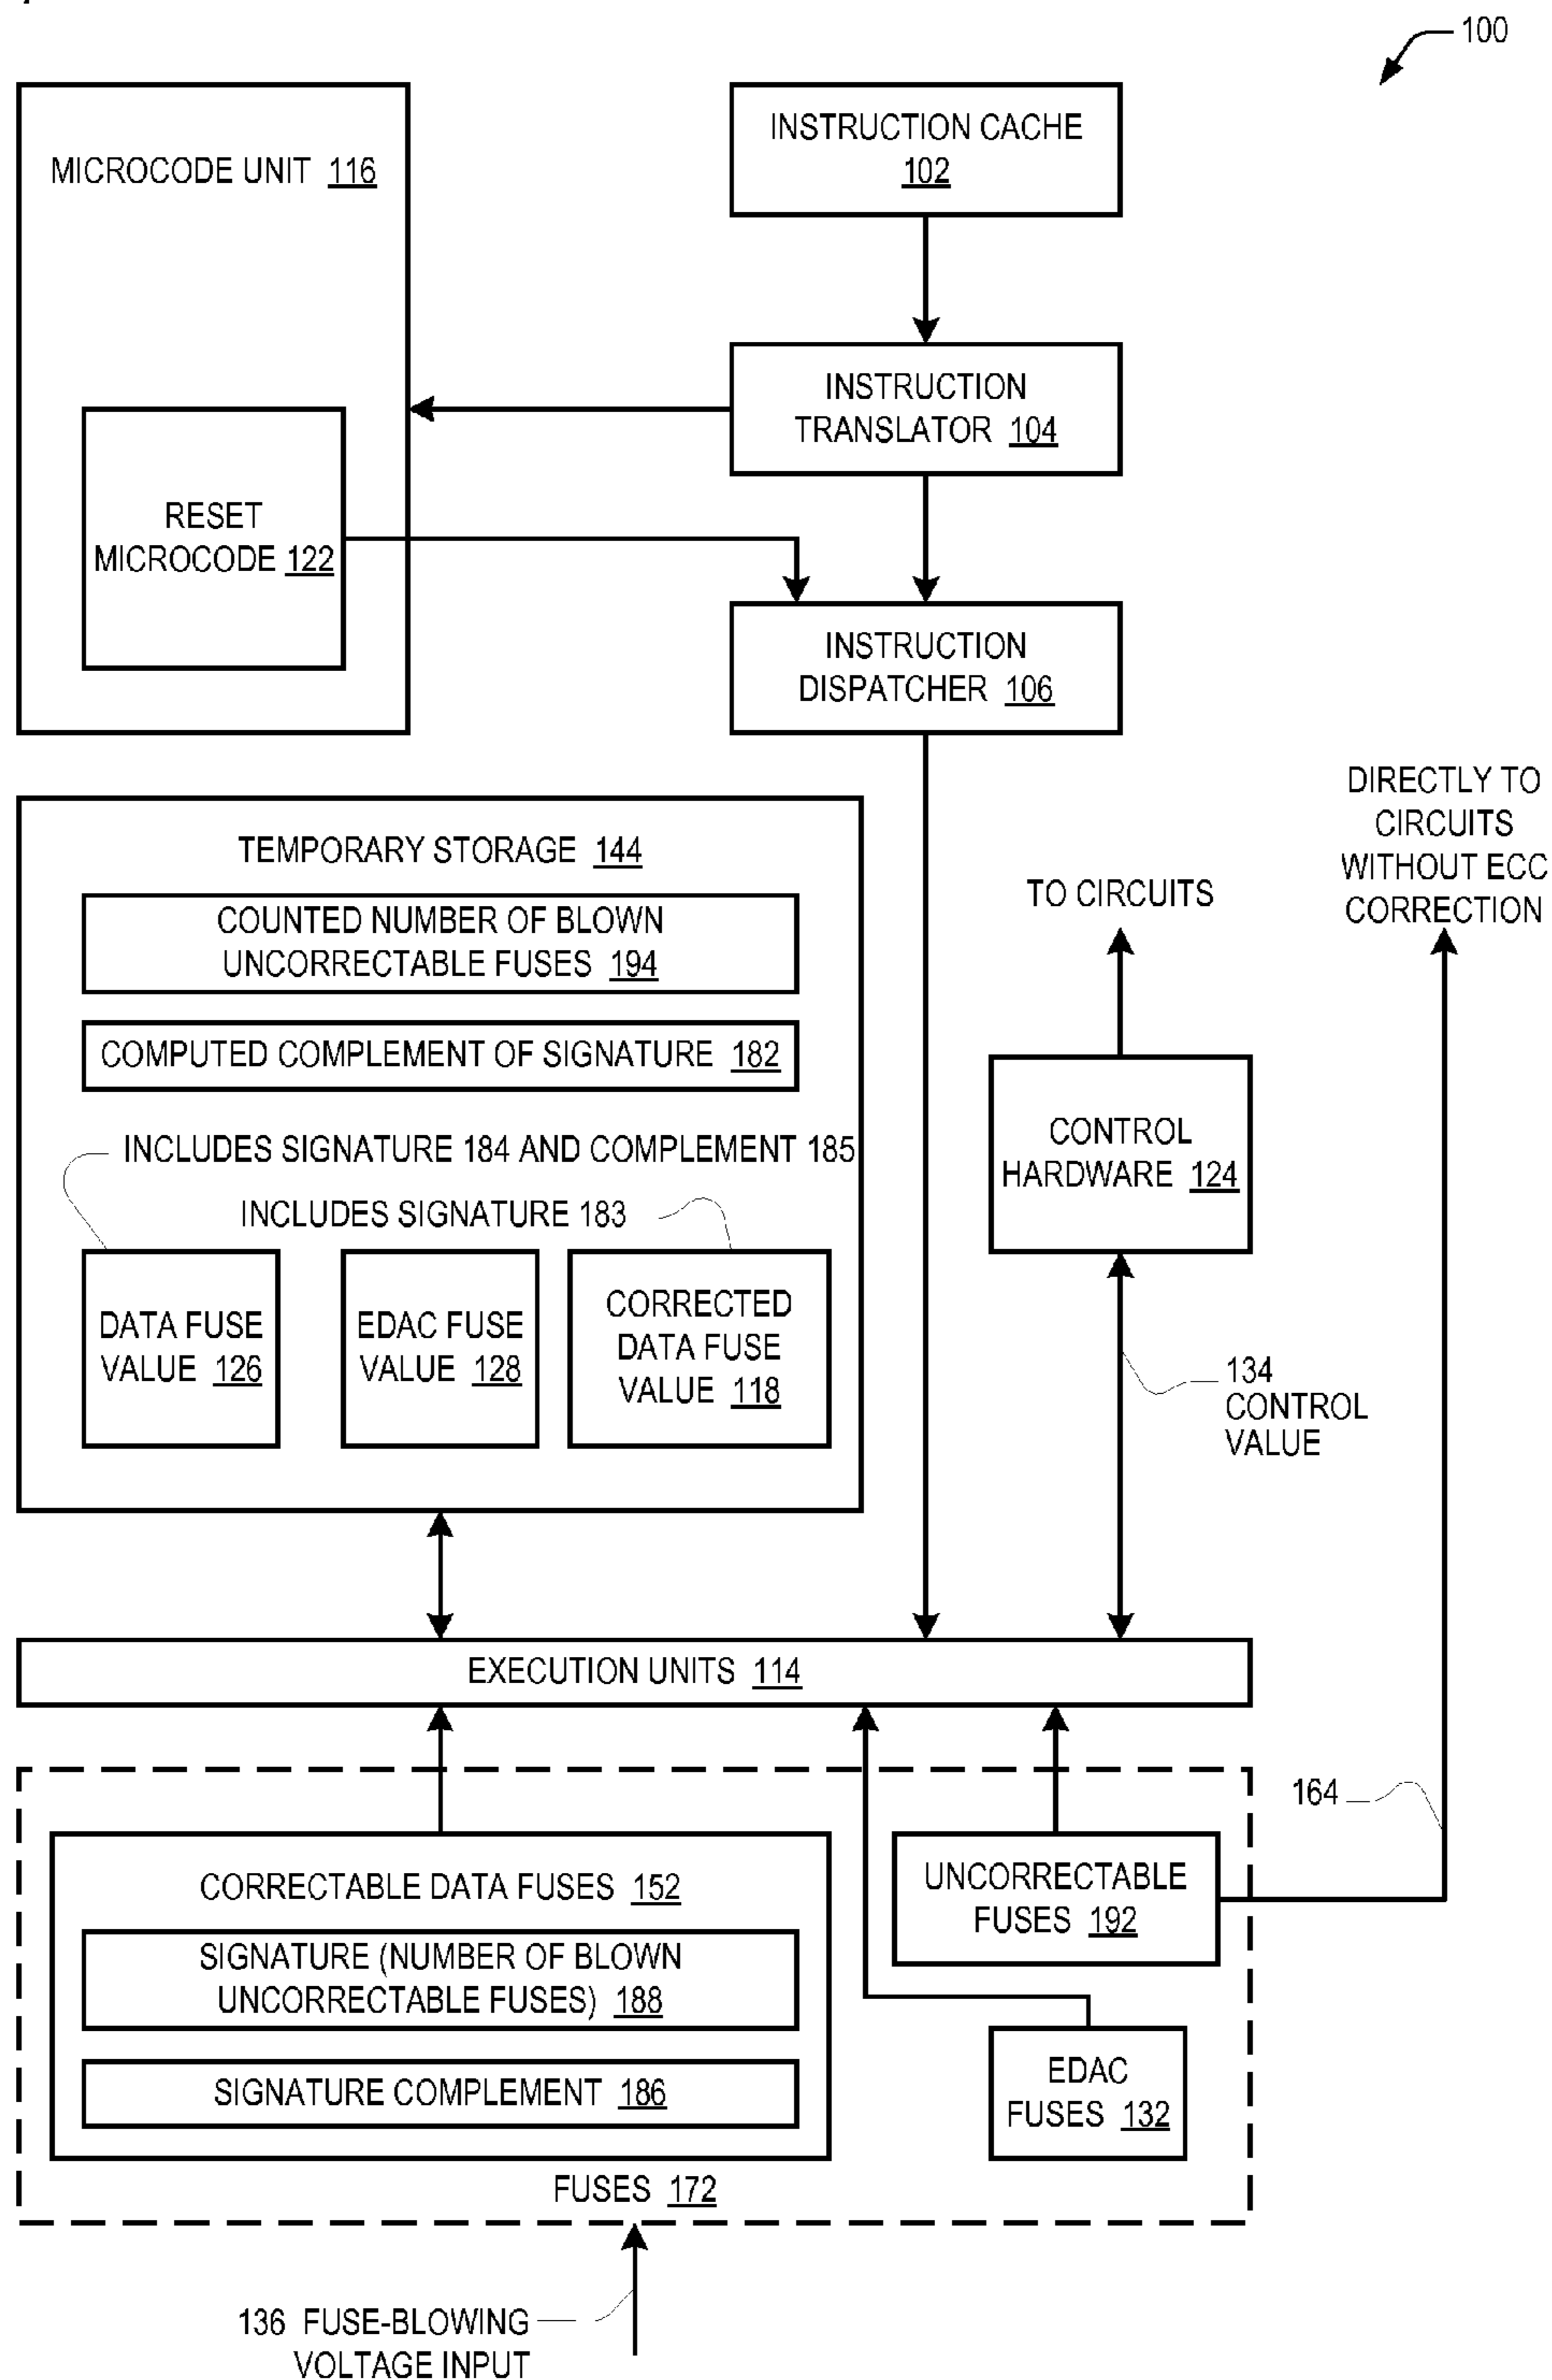 100
MICROCODE UNIT 116
INSTRUCTION CACHE
102
INSTRUCTION
TRANSLATOR 104
RESET
MICROCODE 122
INSTRUCTION
DISPATCHER 106
DIRECTLY TO
CIRCUITS
WITHOUT ECC
CORRECTION
TEMPORARY STORAGE 144
TO CIRCUITS
COUNTED NUMBER OF BLOWN
UNCORRECTABLE FUSES 194
COMPUTED COMPLEMENT OF SIGNATURE 182
INCLUDES SIGNATURE 184 AND COMPLEMENT 185
CONTROL
HARDWARE 124
INCLUDES SIGNATURE 183
DATA FUSE
VALUE 126
EDAC FUSE
VALUE 128
CORRECTED
DATA FUSE
VALUE 118
134
CONTROL
VALUE
EXECUTION UNITS 114
164
CORRECTABLE DATA FUSES 152
UNCORRECTABLE
FUSES 192
SIGNATURE (NUMBER OF BLOWN
UNCORRECTABLE FUSES) 188
SIGNATURE COMPLEMENT 186
EDAC
FUSES 132
FUSES 172
136 FUSE-BLOWING
VOLTAGE INPUT